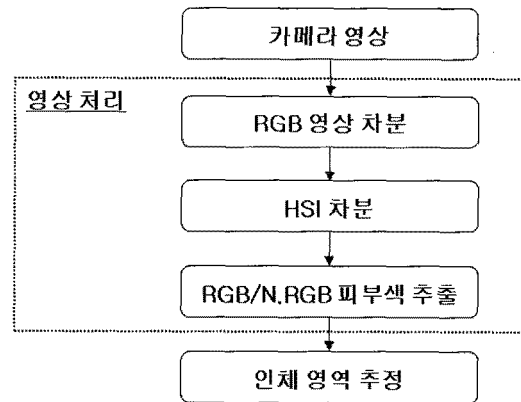 카메라 영상
영상 처리
RGB 영상 차분
HSI 차분
RGB/N.RGB 피부색 추출
인체 영역 추정